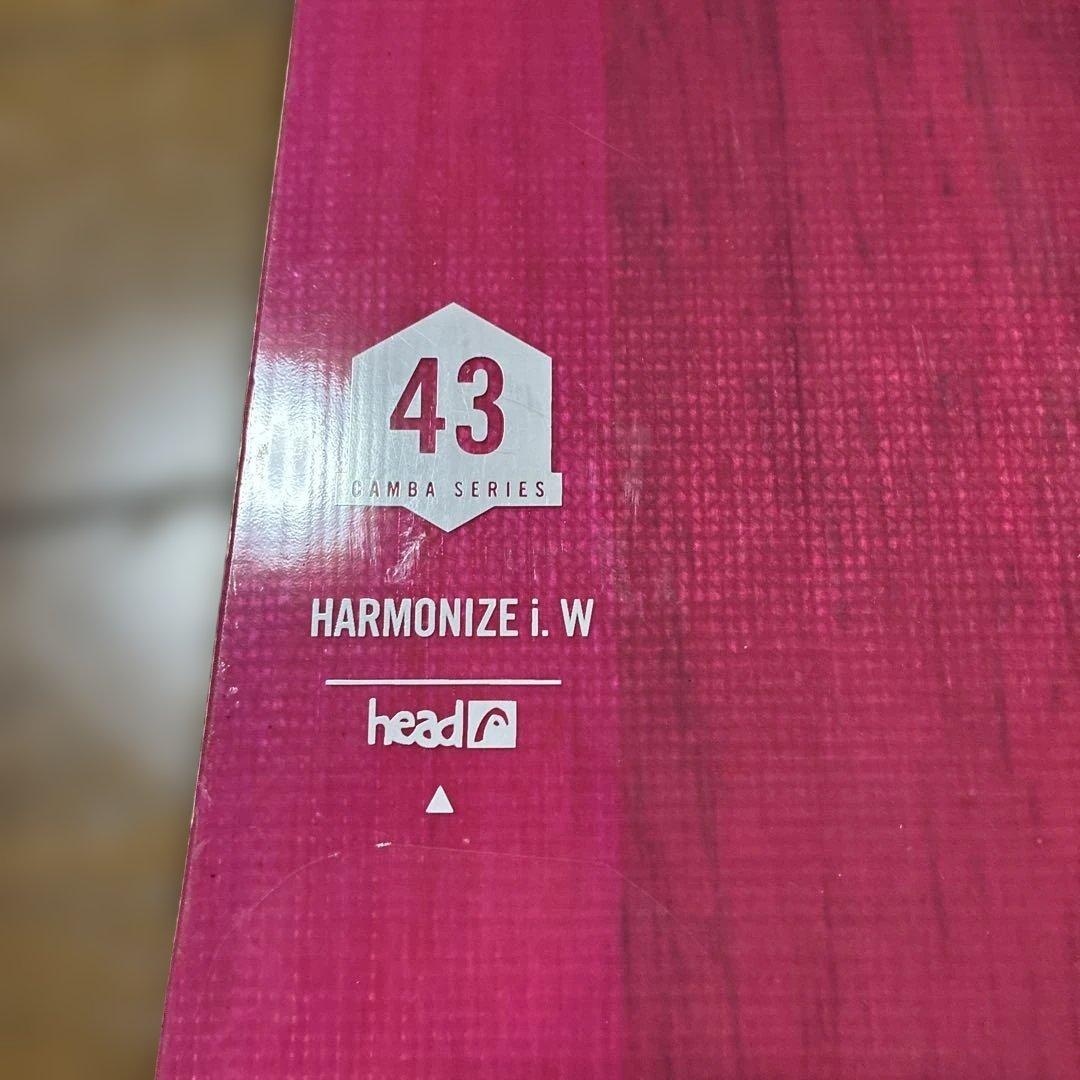 43
CAMBA SERIES
HARMONIZE i. W
head